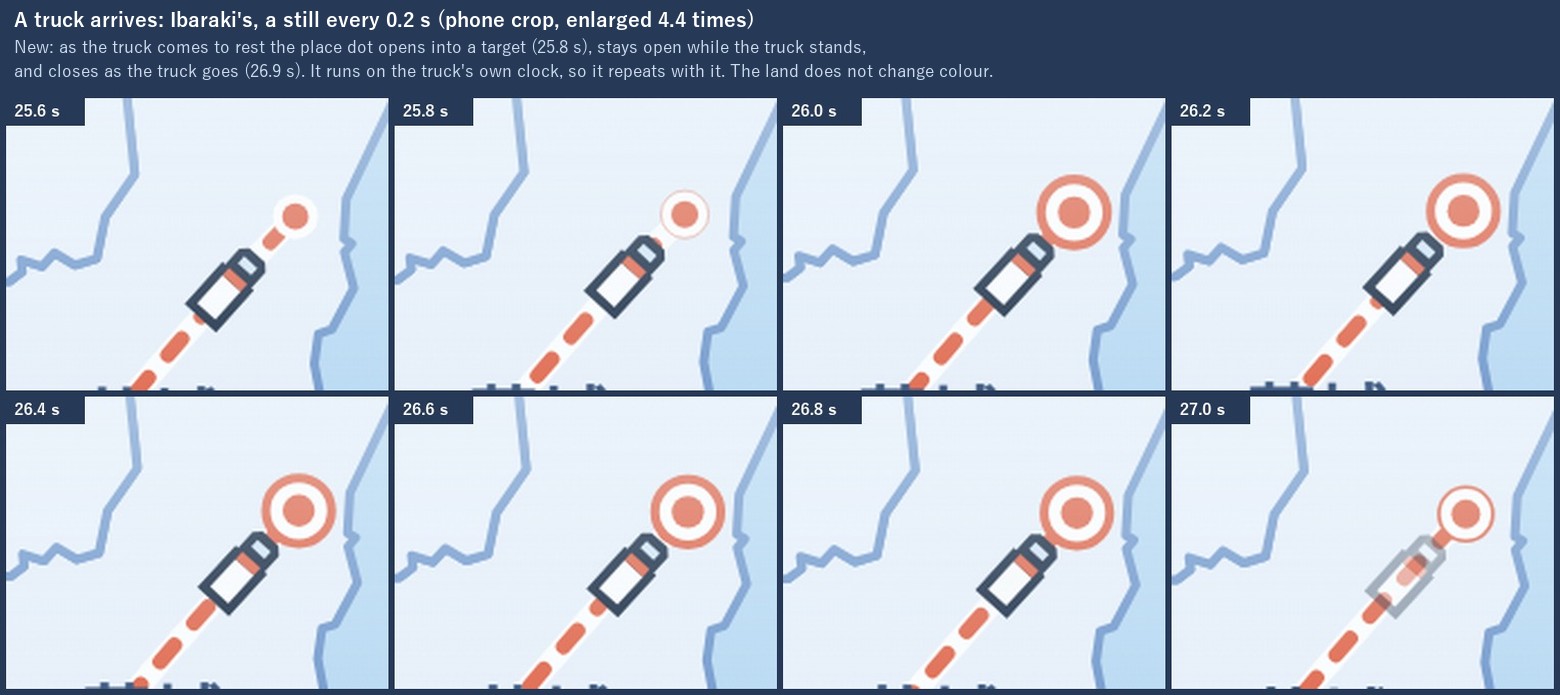 A truck arrives: Ibaraki's, a still every 0.2 s (phone crop, enlarged 4.4 times)
New: as the truck comes to rest the place dot opens into a target (25.8 s), stays open while the truck stands,
and closes as the truck goes (26.9 s). It runs on the truck's own clock, so it repeats with it. The land does not change colour.
25.6 s
25.8 s
26.0 s
26.2 s
26.4 s
26.6 s
26.8 s
27.0 s